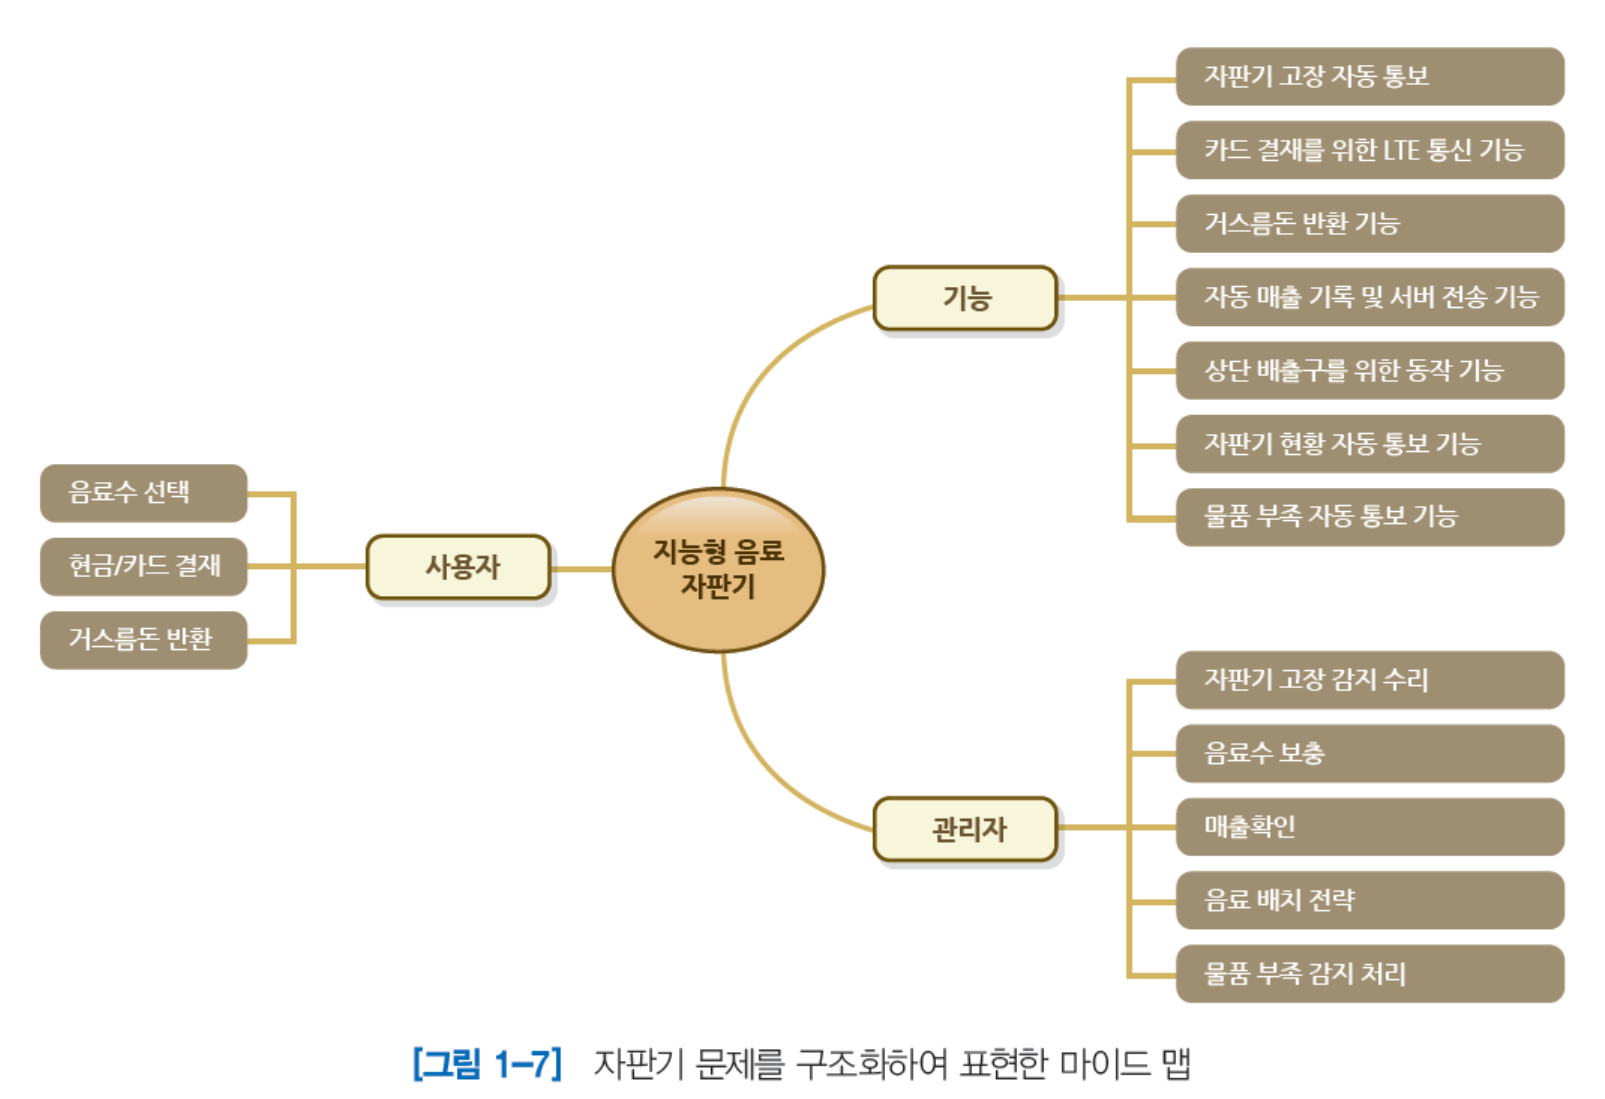 자판기 고장 자동 통보
카드 결재를 위한 LTE 통신 기능
거스름돈 반환 기능
기능
자동 매출 기록 및 서버 전송 기능
상단 배출구를 위한 동작 기능
자판기 현황 자동 통보 기능
물품 부족 자동 통보 기능
음료수 선택
현금/카드 결재
거스름돈 반환
사용자
지능형 음료
자판기
자판기 고장 감지 수리
음료수 보충
관리자
매출확인
음료 배치 전략
물품 부족 감지 처리
[그림 1-7] 자판기 문제를 구조화하여 표현한 마이드 맵